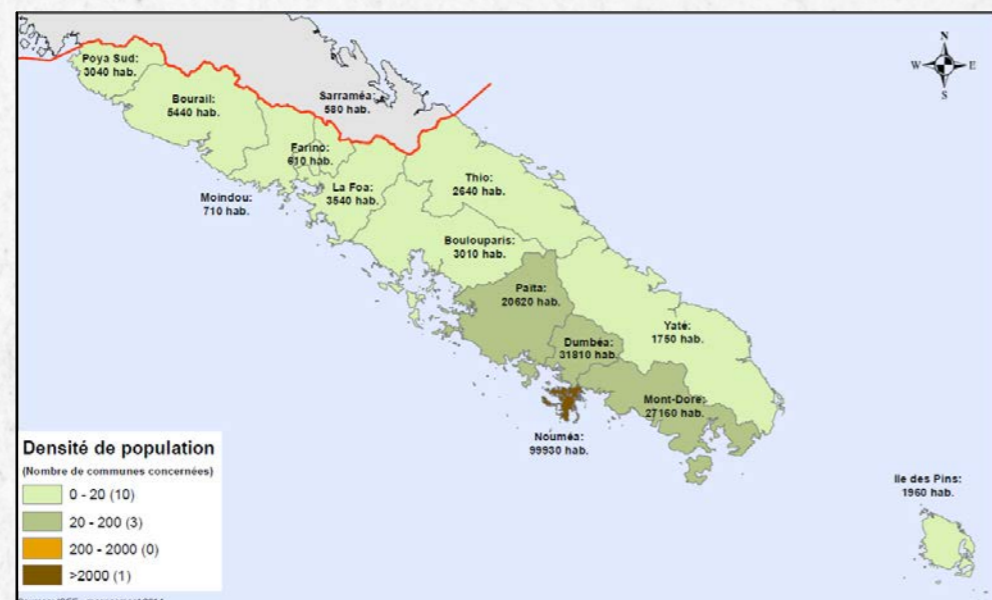 N
W
E
S
Poya Sud:
3040 hab.
Bourail:
5440 hab.
Sarraméa:
580 hab.
Farino:
610 hab.
La Foa:
3540 hab.
Moindou:
710 hab.
Thio:
2640 hab.
Boulouparis:
3010 hab.
Païta:
20620 hab.
Dumbéa:
31810 hab.
Yaté:
1750 hab.
Mont-Dore:
27160 hab.
Nouméa:
99930 hab.
Ile des Pins:
1960 hab.
Densité de population
(Nombre de communes concernées)
0 - 20 (10)
20 - 200 (3)
200 - 2000 (0)
>2000 (1)